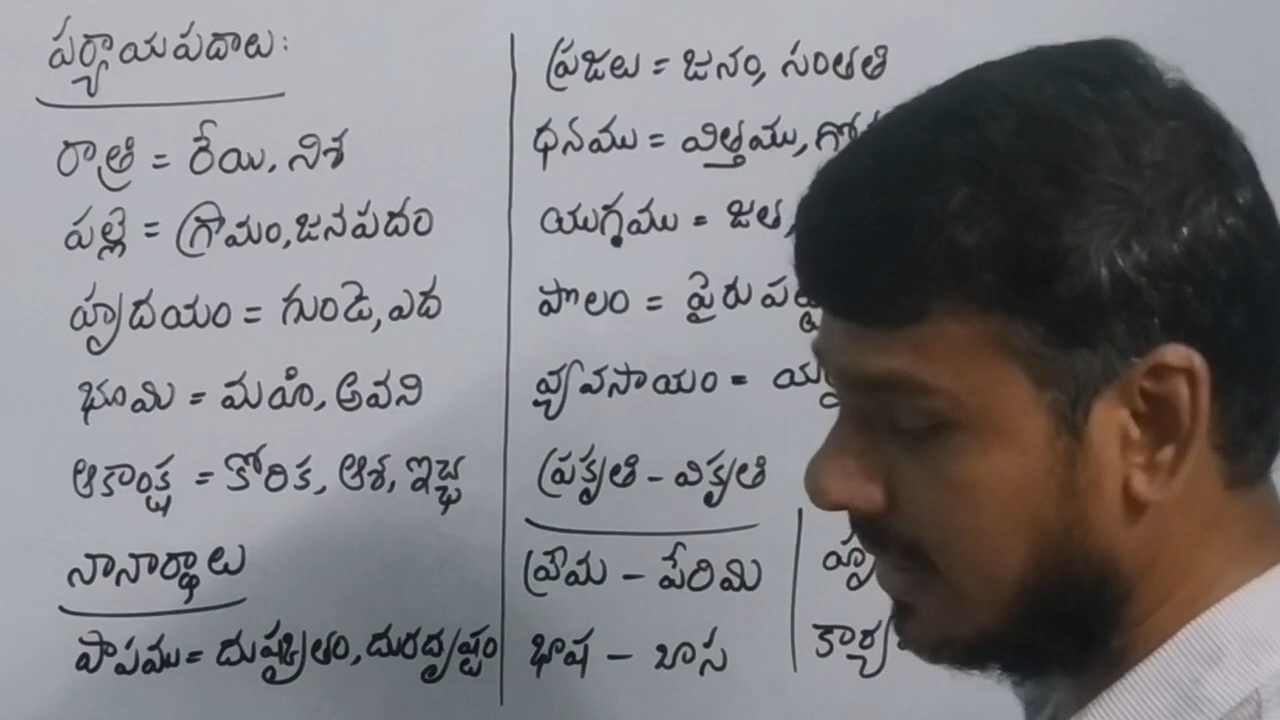 పర్యాయపదాలు:
రాత్రి = రేయి, నిశ
పల్లె = గ్రామం, జనపదం
హృదయం = గుండె, ఎద
భూమి = మహి, అవని
ఆకాంక్ష = కోరిక, ఆశ, ఇచ్ఛ
నానార్థాలు
పాపము = దుష్కృతం, దురదృష్టం
ప్రజలు = జనం, సంతతి
ధనము = విత్తము,
యుగ్మము = జత,
పొలం = పైరు
వ్యవసాయం =
ప్రకృతి - వికృతి
ప్రేమ - పేరిమి
భాష - బాస